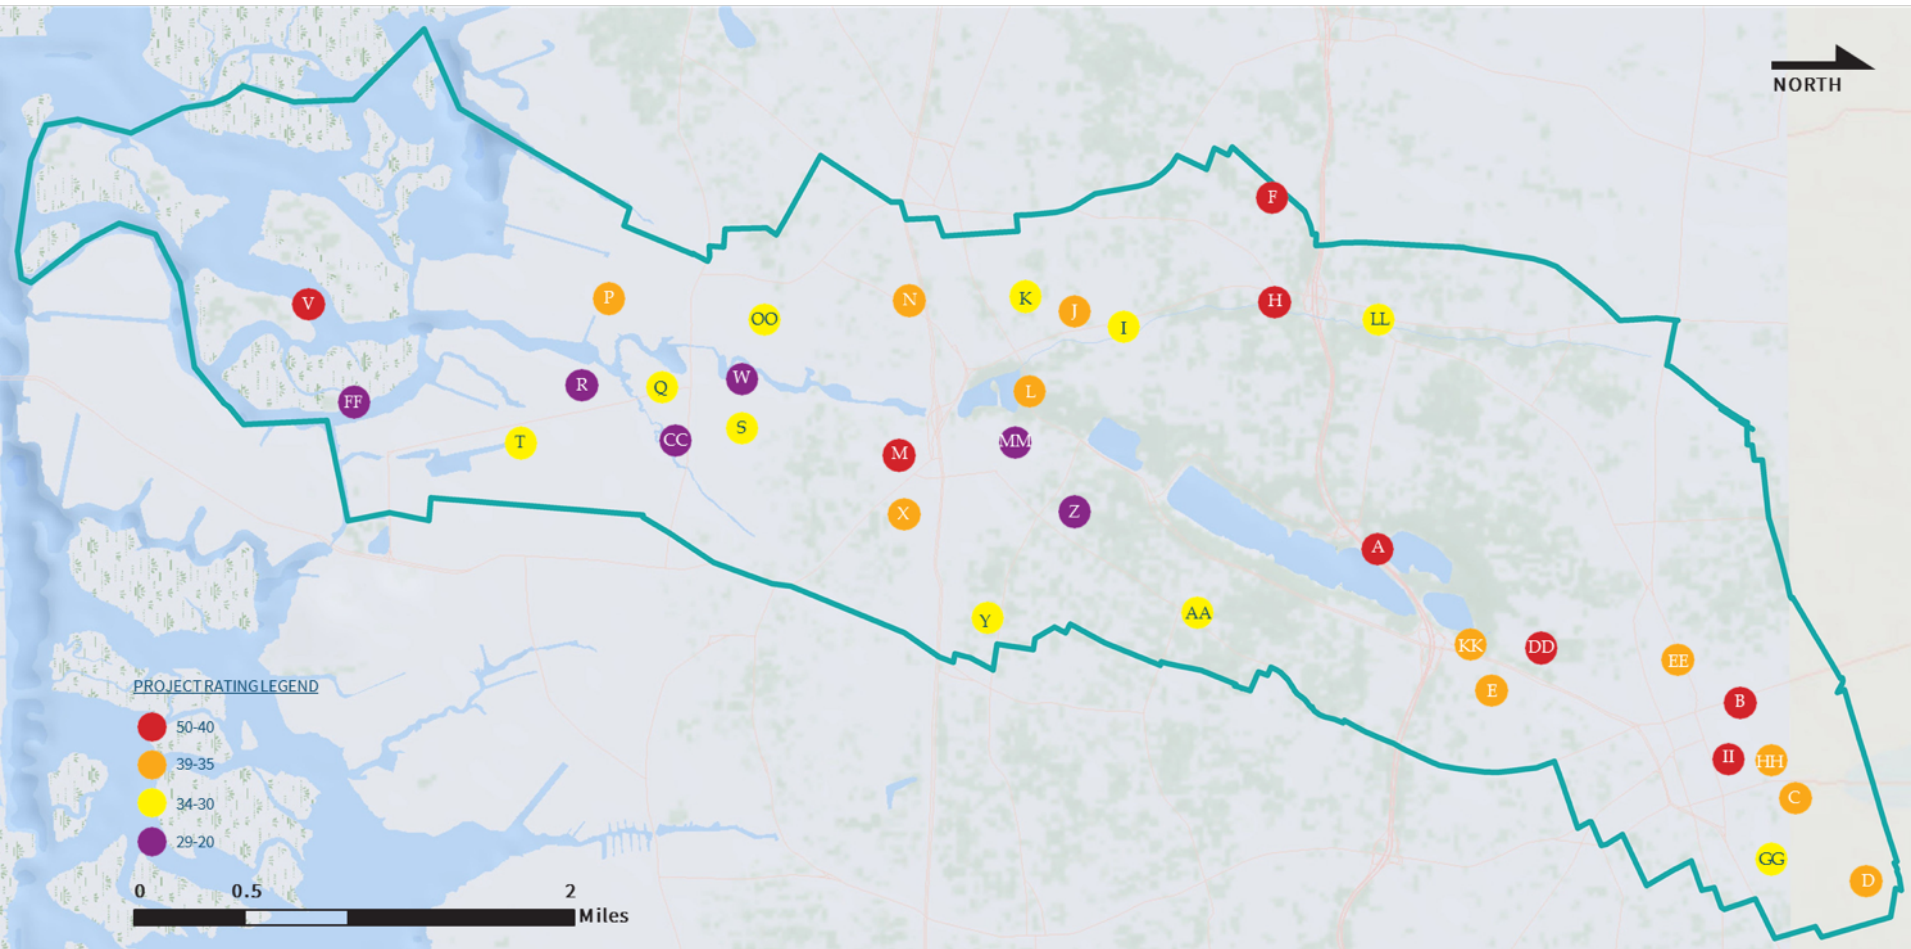 NORTH
F
V
P
OO
N
K
J
I
H
LL
FF
R
Q
W
L
T
CC
S
M
MM
X
Z
A
Y
AA
KK
DD
EE
E
B
II
HH
C
GG
D
PROJECT RATING LEGEND
50-40
39-35
34-30
29-20
0 0.5 2
Miles